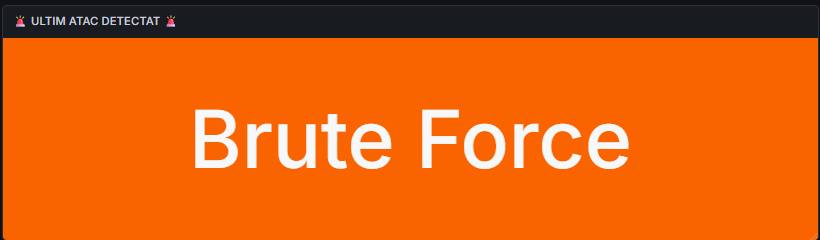 🚨 ULTIM ATAC DETECTAT 🚨
Brute Force